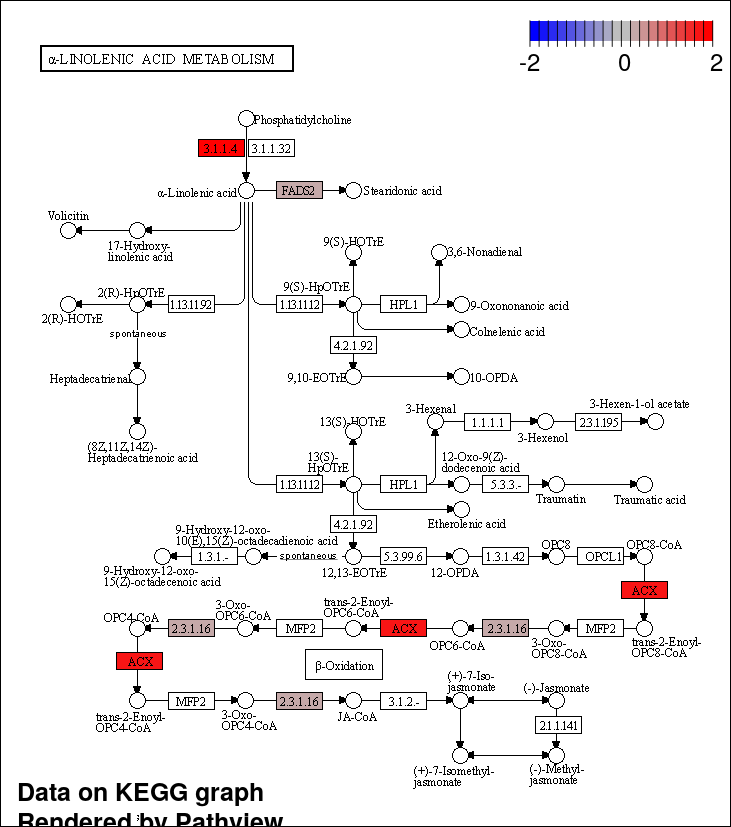 -2 0 2
α-LINOLENIC ACID METABOLISM
Phosphatidylcholine
3.1.1.4 3.1.1.32
α-Linolenic acid FADS2 Stearidonic acid
Volicitin
17-Hydroxy-
linolenic acid
9(S)-HOTrE
3,6-Nonadienal
2(R)-HpOTrE
1.13.11.92
9(S)-HpOTrE
1.13.11.12
HPL1
9-Oxononanoic acid
2(R)-HOTrE
spontaneous
Colnelenic acid
4.2.1.92
Heptadecatrienal
9,10-EOTrE
10-OPDA
(8Z,11Z,14Z)-
Heptadecatrienoic acid
13(S)-HOTrE
3-Hexenal
1.1.1.1
3-Hexenol
2.3.1.195
3-Hexen-1-ol acetate
13(S)-
HpOTrE
1.13.11.12
HPL1
12-Oxo-9(Z)-
dodecenoic acid
5.3.3.-
Traumatin
Traumatic acid
Etherolenic acid
4.2.1.92
9-Hydroxy-12-oxo-
10(E),15(Z)-octadecadienoic acid
1.3.1.-
spontaneous
9-Hydroxy-12-oxo-
15(Z)-octadecenoic acid
12,13-EOTrE
5.3.99.6
12-OPDA
1.3.1.42
OPC8
OPCL1
OPC8-CoA
ACX
OPC4-CoA
2.3.1.16
3-Oxo-
OPC6-CoA
MFP2
trans-2-Enoyl-
OPC6-CoA
ACX
OPC6-CoA
2.3.1.16
3-Oxo-
OPC8-CoA
MFP2
trans-2-Enoyl-
OPC8-CoA
ACX
β-Oxidation
trans-2-Enoyl-
OPC4-CoA
MFP2
3-Oxo-
OPC4-CoA
2.3.1.16
JA-CoA
3.1.2.-
(+)-7-Iso-
jasmonate
(-)-Jasmonate
2.1.1.141
(+)-7-Isomethyl-
jasmonate
(-)-Methyl-
jasmonate
Data on KEGG graph
Rendered by Pathview